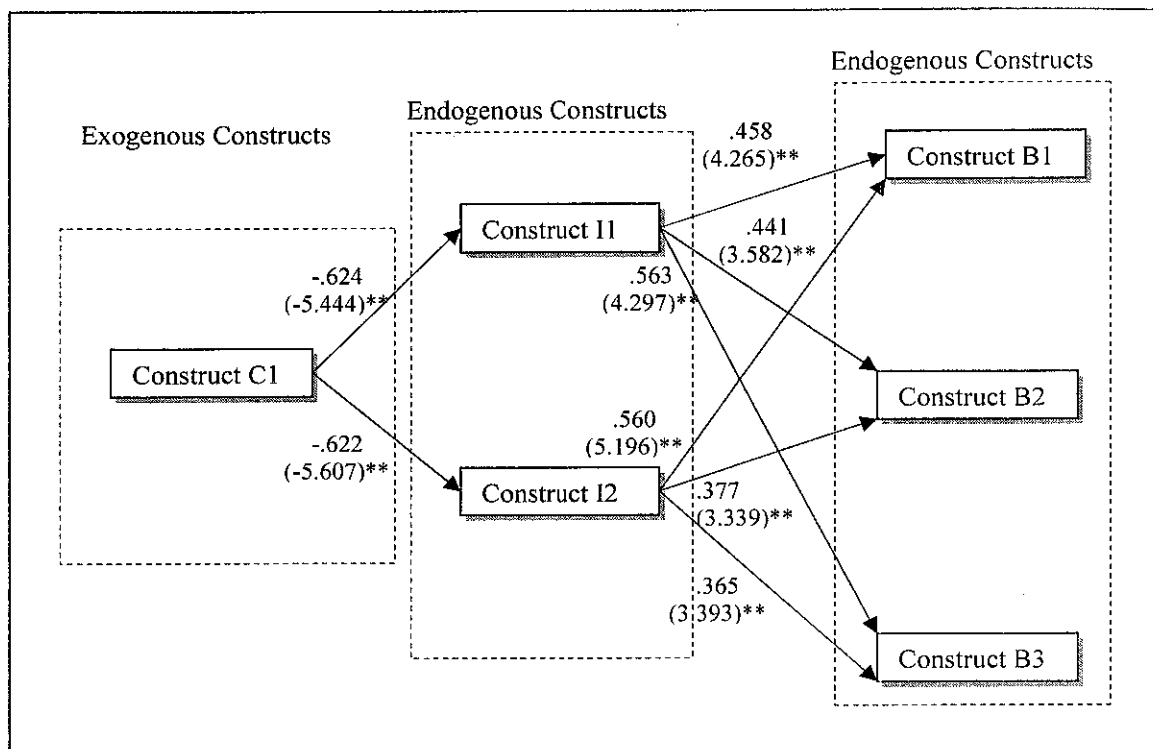 Exogenous Constructs
Endogenous Constructs
Endogenous Constructs
Construct C1
-.624
(-5.444)**
-.622
(-5.607)**
Construct I1
Construct I2
.458
(4.265)**
.441
(3.582)**
.563
(4.297)**
.560
(5.196)**
.377
(3.339)**
.365
(3.393)**
Construct B1
Construct B2
Construct B3